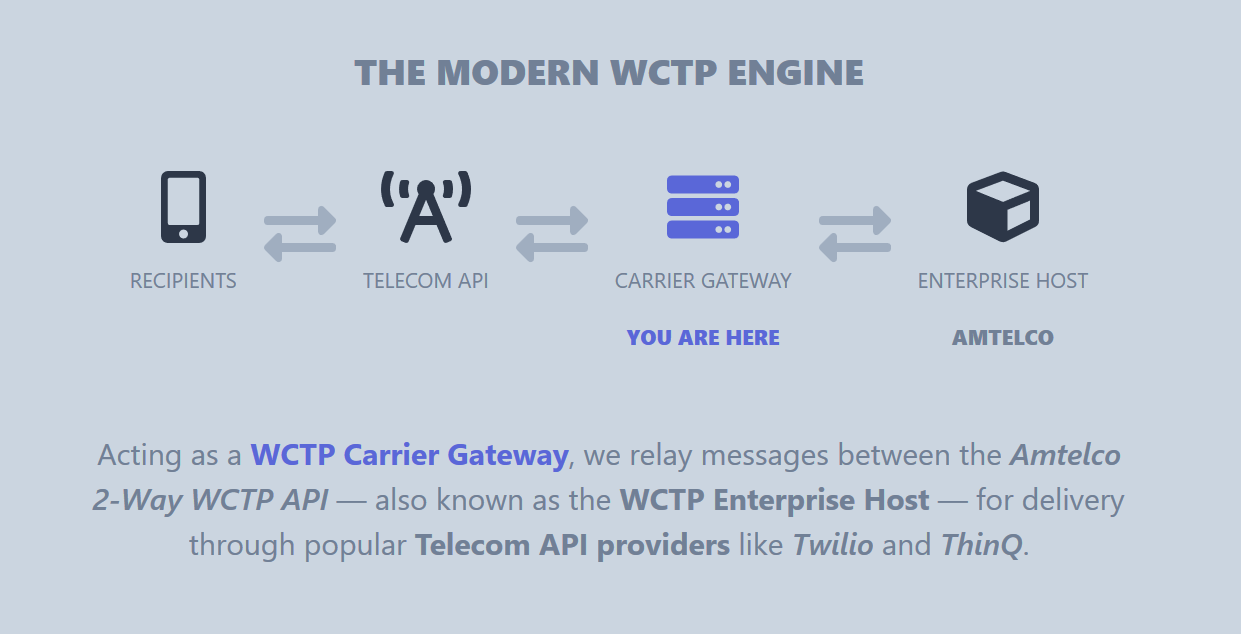 THE MODERN WCTP ENGINE
RECIPIENTS
TELECOM API
CARRIER GATEWAY
ENTERPRISE HOST
YOU ARE HERE
AMTELCO
Acting as a WCTP Carrier Gateway, we relay messages between the Amtelco
2-Way WCTP API — also known as the WCTP Enterprise Host — for delivery
through popular Telecom API providers like Twilio and ThinQ.